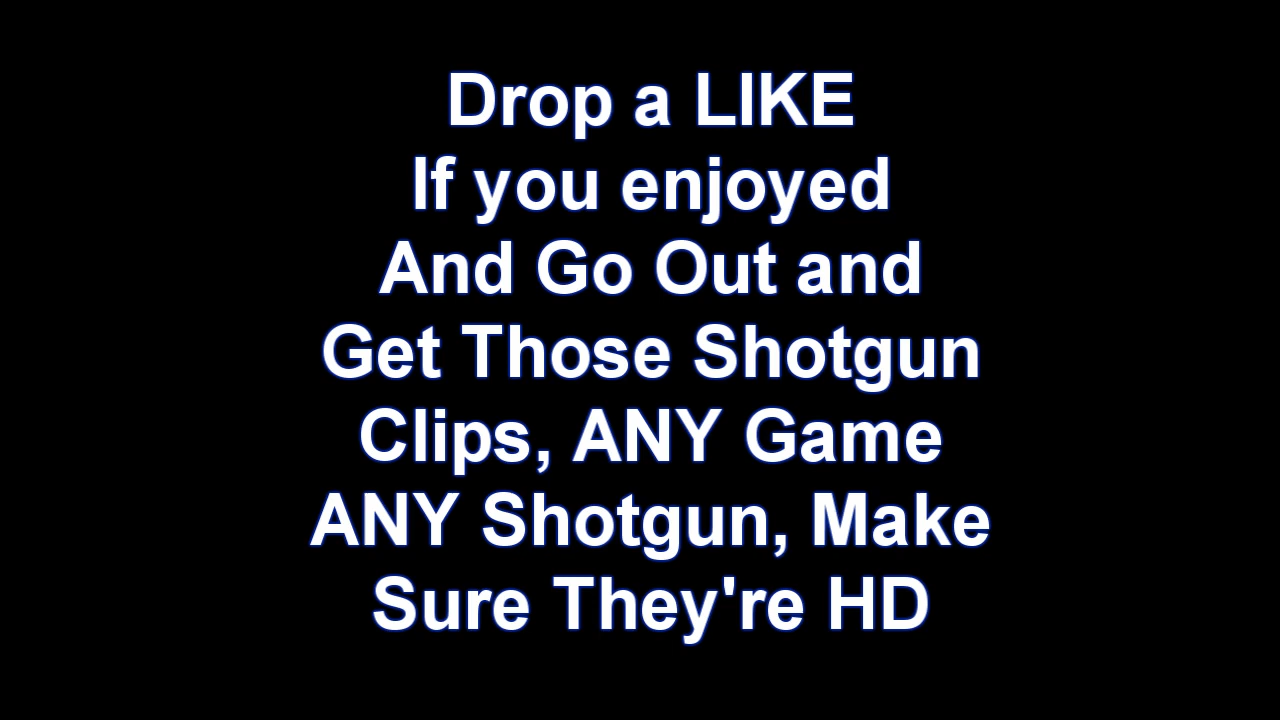 Drop a LIKE
If you enjoyed
And Go Out and
Get Those Shotgun
Clips, ANY Game
ANY Shotgun, Make
Sure They're HD